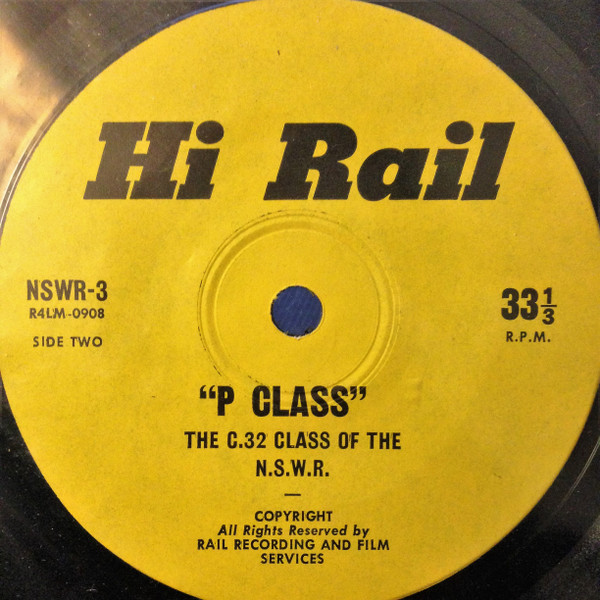 Hi Rail
NSWR-3
R4LM-0908
SIDE TWO
33⅓
R.P.M.
“P CLASS”
THE C.32 CLASS OF THE
N.S.W.R.
—
COPYRIGHT
All Rights Reserved by
RAIL RECORDING AND FILM
SERVICES